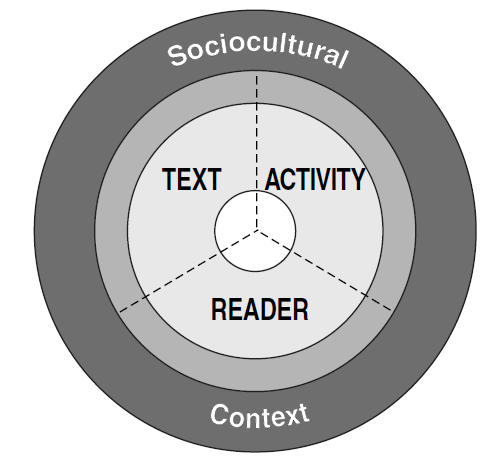 Sociocultural
TEXT ACTIVITY
READER
Context